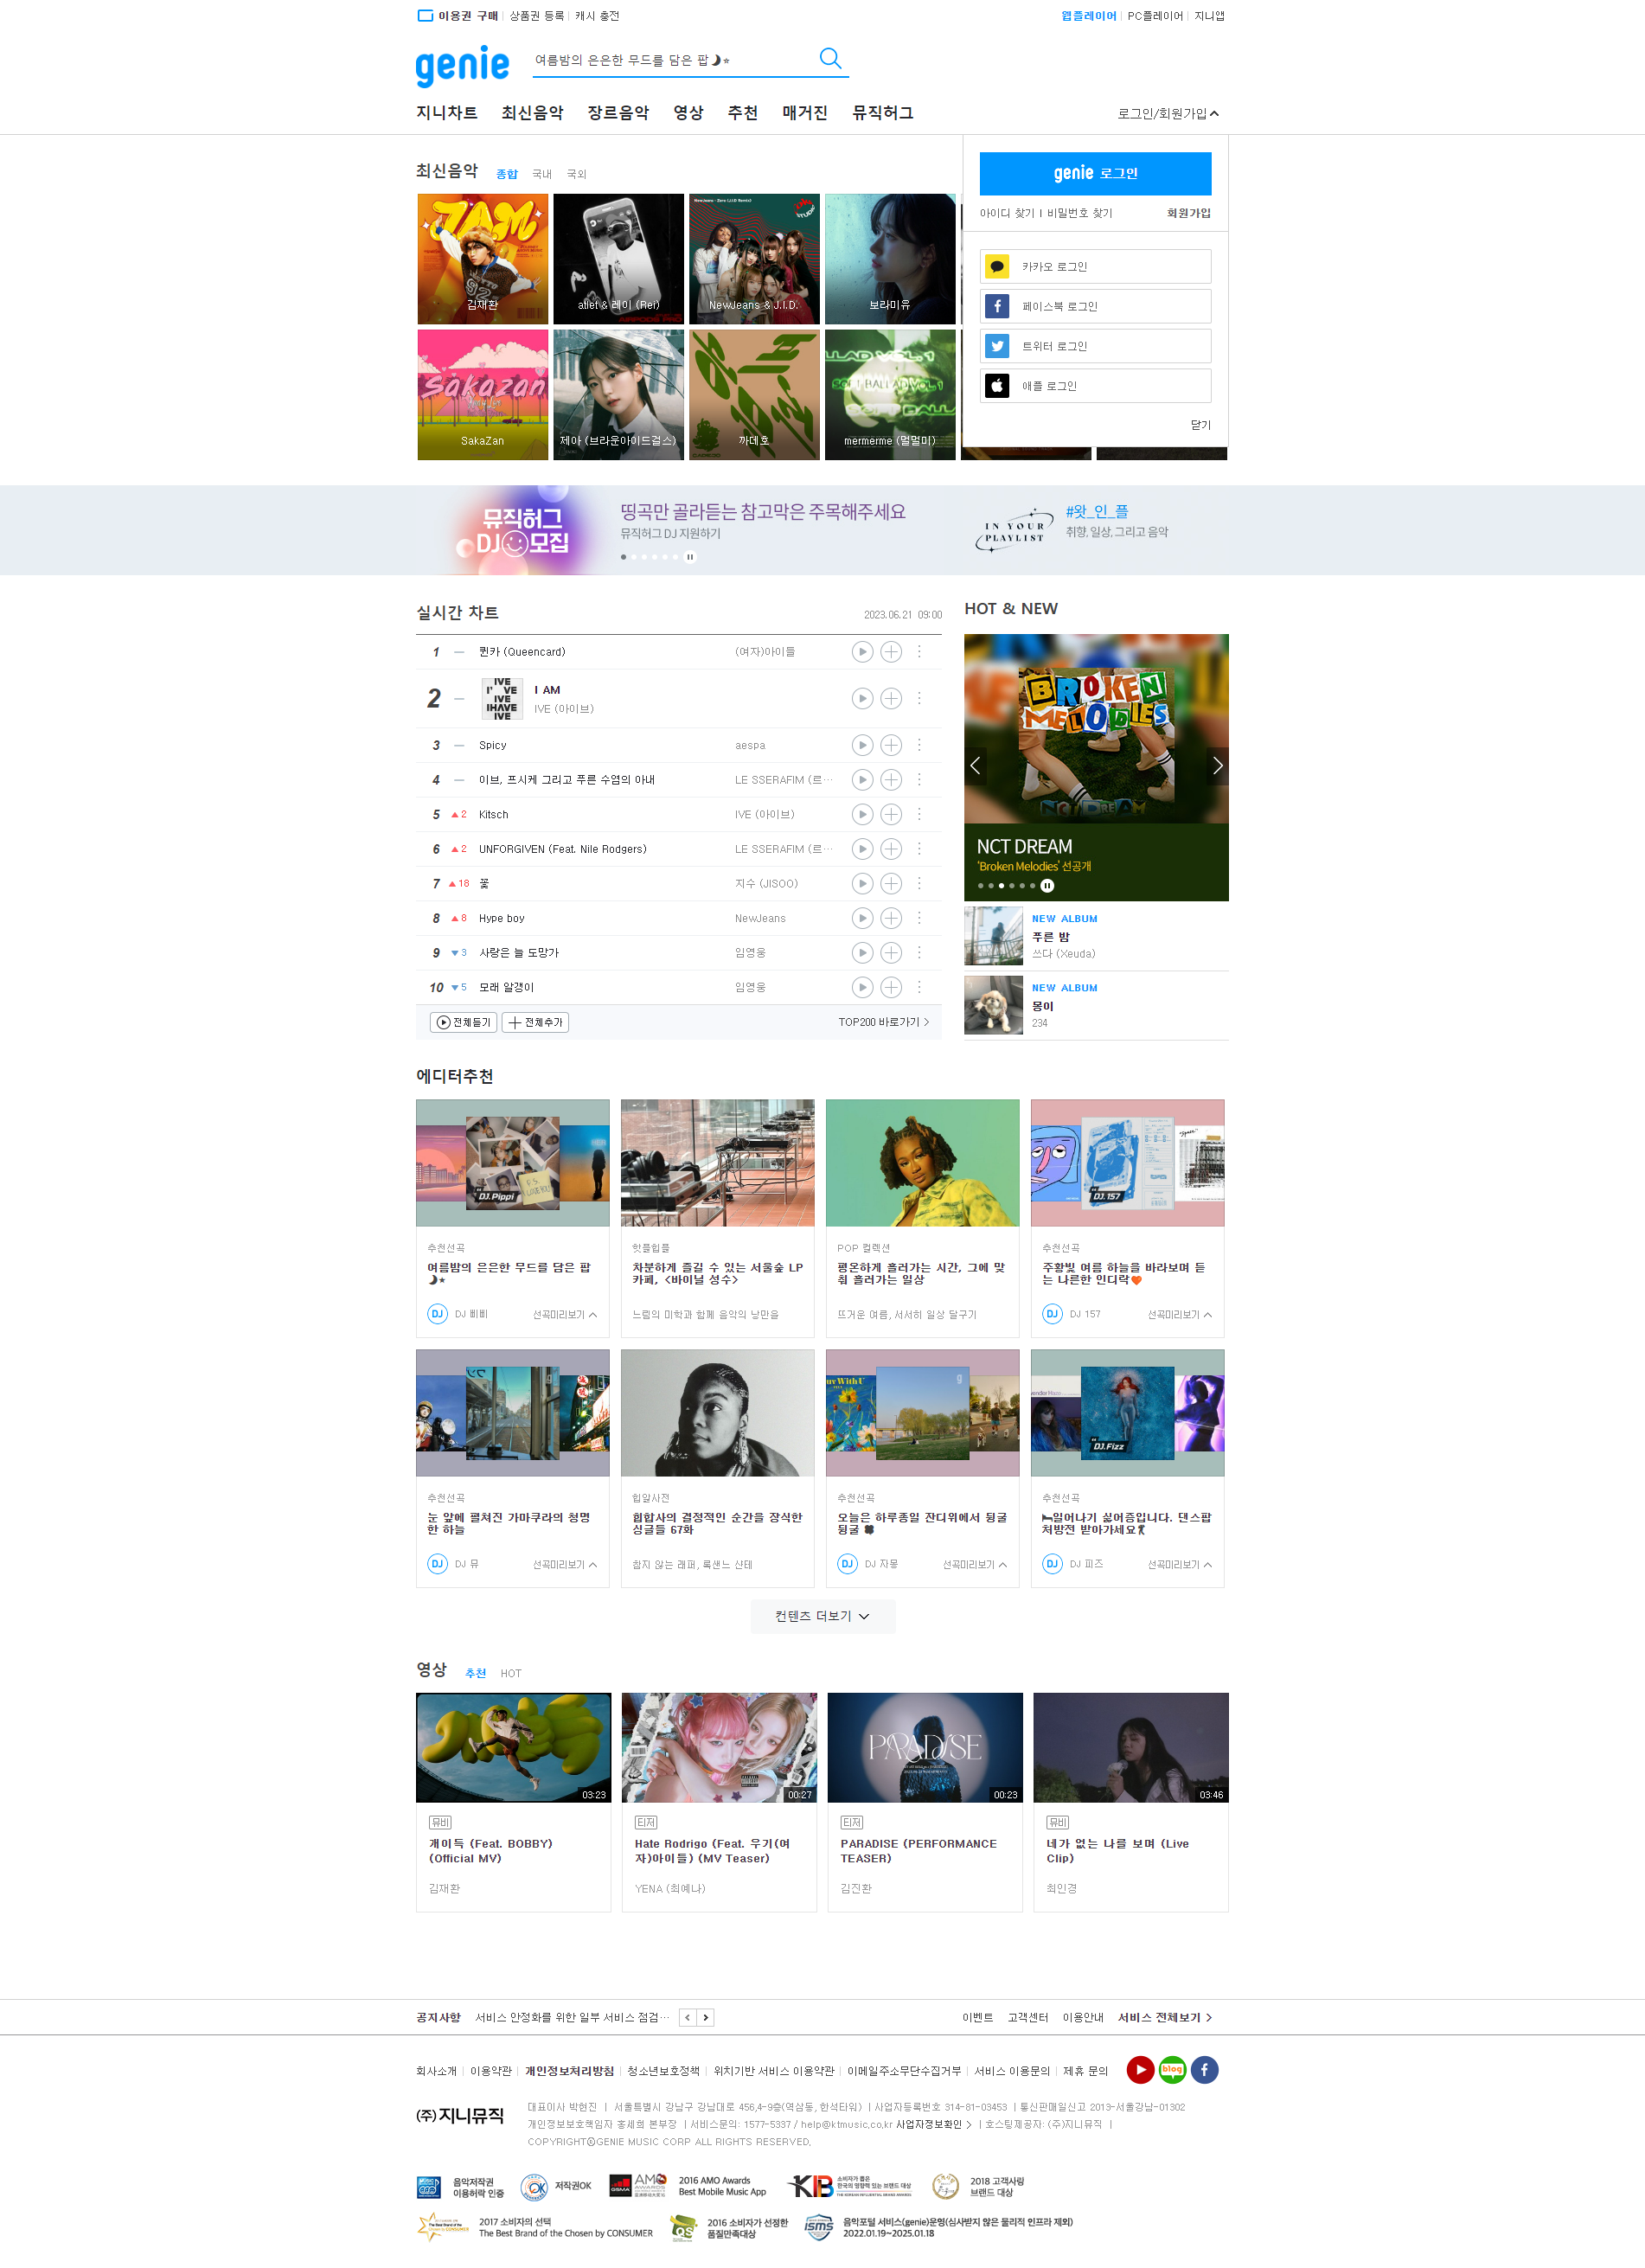 이용권 구매 상품권 등록 캐시 충전
웹플레이어 PC플레이어 지니앱
genie
여름밤의 은은한 무드를 담은 팝🌙⭐
지니차트 최신음악 장르음악 영상 추천 매거진 뮤직허그
로그인/회원가입
genie 로그인
아이디 찾기 I 비밀번호 찾기 회원가입
카카오 로그인
페이스북 로그인
트위터 로그인
애플 로그인
닫기
최신음악 종합 국내 국외
JAM
김재환
atlet & 레이 (Rei)
NewJeans & J.I.D.
보라미유
Sakazan
SakaZan
제아 (브라운아이드걸스)
까데호
mermerme (멀멀미)
뮤직허그
DJ 모집
띵곡만 골라듣는 참고막은 주목해주세요
뮤직허그 DJ 지원하기
IN YOUR
PLAYLIST
#왓_인_플
취향, 일상, 그리고 음악
실시간 차트 2023.06.21 09:00
1 퀸카 (Queencard) (여자)아이들
2 I AM
IVE (아이브)
3 Spicy aespa
4 이브, 프시케 그리고 푸른 수염의 아내 LE SSERAFIM (르…
5 2 Kitsch IVE (아이브)
6 2 UNFORGIVEN (Feat. Nile Rodgers) LE SSERAFIM (르…
7 18 꽃 지수 (JISOO)
8 8 Hype boy NewJeans
9 3 사랑은 늘 도망가 임영웅
10 5 모래 알갱이 임영웅
전체듣기 전체추가 TOP200 바로가기
HOT & NEW
BROKEN
MELODIES
NCT DREAM
NCT DREAM
'Broken Melodies' 선공개
NEW ALBUM
푸른 밤
쓰다 (Xeuda)
NEW ALBUM
몽이
234
에디터추천
DJ.Pippi
추천선곡
여름밤의 은은한 무드를 담은 팝
🌙⭐
DJ DJ 삐삐 선곡미리보기
핫플힙플
차분하게 즐길 수 있는 서울숲 LP
카페, <바이닐 성수>
느림의 미학과 함께 음악의 낭만을
POP 컬렉션
평온하게 흘러가는 시간, 그에 맞
춰 흘러가는 일상
뜨거운 여름, 서서히 일상 달구기
DJ.157
추천선곡
주황빛 여름 하늘을 바라보며 듣
는 나른한 인디락🧡
DJ DJ 157 선곡미리보기
추천선곡
눈 앞에 펼쳐진 가마쿠라의 청명
한 하늘
DJ DJ 뮤 선곡미리보기
힙알사전
힙합사의 결정적인 순간을 장식한
싱글들 67화
참지 않는 래퍼, 록샌느 샨테
추천선곡
오늘은 하루종일 잔디위에서 뒹굴
뒹굴 🍀
DJ DJ 자몽 선곡미리보기
DJ.Fizz
추천선곡
🛏일어나기 싫어증입니다. 댄스팝
처방전 받아가세요💃
DJ DJ 피즈 선곡미리보기
컨텐츠 더보기
영상 추천 HOT
03:23
뮤비
개이득 (Feat. BOBBY)
(Official MV)
김재환
00:27
티저
Hate Rodrigo (Feat. 우기(여
자)아이들) (MV Teaser)
YENA (최예나)
PARADISE
00:23
티저
PARADISE (PERFORMANCE
TEASER)
김진환
03:46
뮤비
네가 없는 나를 보며 (Live
Clip)
최인경
공지사항 서비스 안정화를 위한 일부 서비스 점검…
이벤트 고객센터 이용안내 서비스 전체보기
회사소개 이용약관 개인정보처리방침 청소년보호정책 위치기반 서비스 이용약관 이메일주소무단수집거부 서비스 이용문의 제휴 문의
blog
(주)지니뮤직
대표이사 박현진 | 서울특별시 강남구 강남대로 456,4-9층(역삼동, 한석타워) | 사업자등록번호 314-81-03453 | 통신판매업신고 2013-서울강남-01302
개인정보보호책임자 홍세희 본부장 | 서비스문의: 1577-5337 / help@ktmusic.co.kr 사업자정보확인 > | 호스팅제공자: (주)지니뮤직 |
COPYRIGHTⓒGENIE MUSIC CORP ALL RIGHTS RESERVED.
음악저작권
이용허락 인증
저작권OK
2016 AMO Awards
Best Mobile Music App
KIB
소비자가 뽑은
한국의 영향력 있는 브랜드 대상
2018 고객사랑
브랜드 대상
2017 소비자의 선택
The Best Brand of the Chosen by CONSUMER
2016 소비자가 선정한
품질만족대상
ISMS
음악포털 서비스(genie)운영(심사받지 않은 물리적 인프라 제외)
2022.01.19~2025.01.18